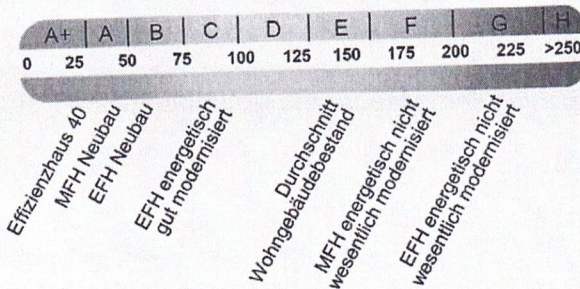 A+ A B C D E F G H
0 25 50 75 100 125 150 175 200 225 >250
Effizienzhaus 40
MFH Neubau
EFH Neubau
EFH energetisch
gut modernisiert
Durchschnitt
Wohngebäudebestand
MFH energetisch nicht
wesentlich modernisiert
EFH energetisch nicht
wesentlich modernisiert